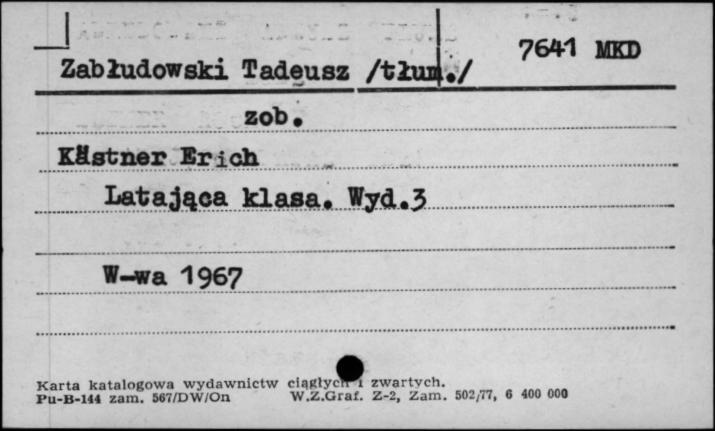 7641 MKD
Zabłudowski Tadeusz /tłum./
zob.
Kästner Erich
Latająca klasa. Wyd.3
W-wa 1967
Karta katalogowa wydawnictw ciągłych i zwartych.
Pu-B-144 zam. 567/DW/On W.Z.Graf. Z-2, Zam. 502/77, 6 400 000